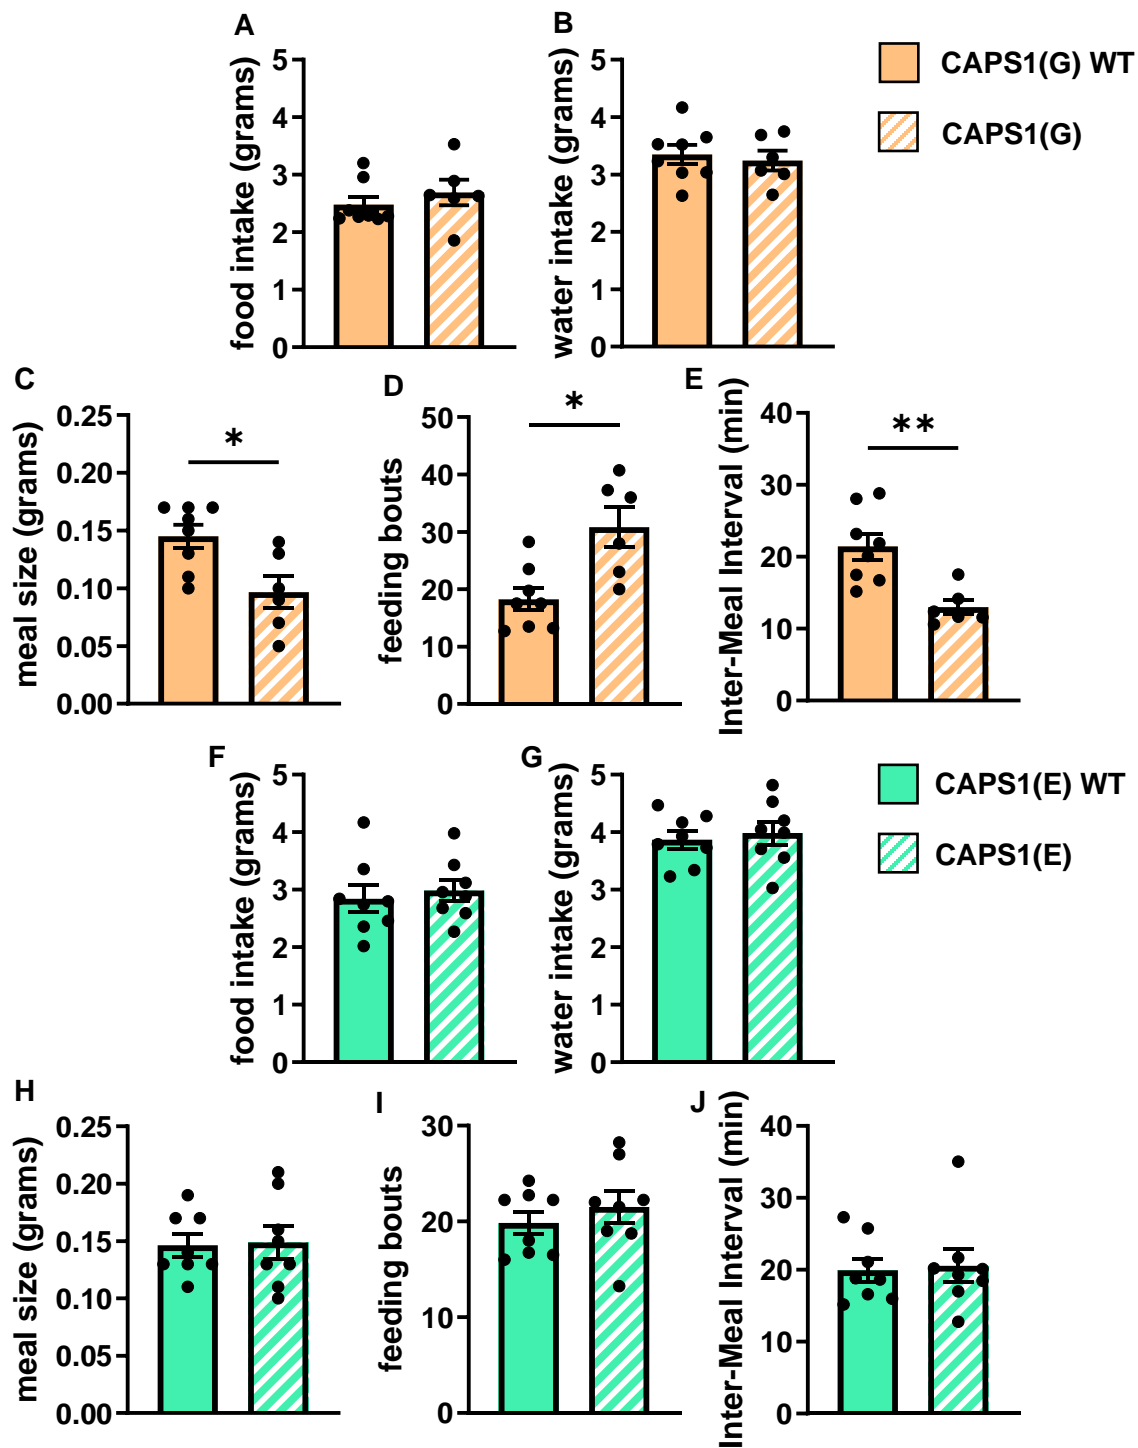 A
B
food intake (grams)
5
4
3
2
1
0
water intake (grams)
5
4
3
2
1
0
CAPS1(G) WT
CAPS1(G)
C
D
E
meal size (grams)
0.25
0.20
0.15
0.10
0.05
0.00
*
feeding bouts
50
40
30
20
10
0
*
Inter-Meal Interval (min)
40
30
20
10
0
**
F
G
food intake (grams)
5
4
3
2
1
0
water intake (grams)
5
4
3
2
1
0
CAPS1(E) WT
CAPS1(E)
H
I
J
meal size (grams)
0.25
0.20
0.15
0.10
0.05
0.00
feeding bouts
30
20
10
0
Inter-Meal Interval (min)
40
30
20
10
0